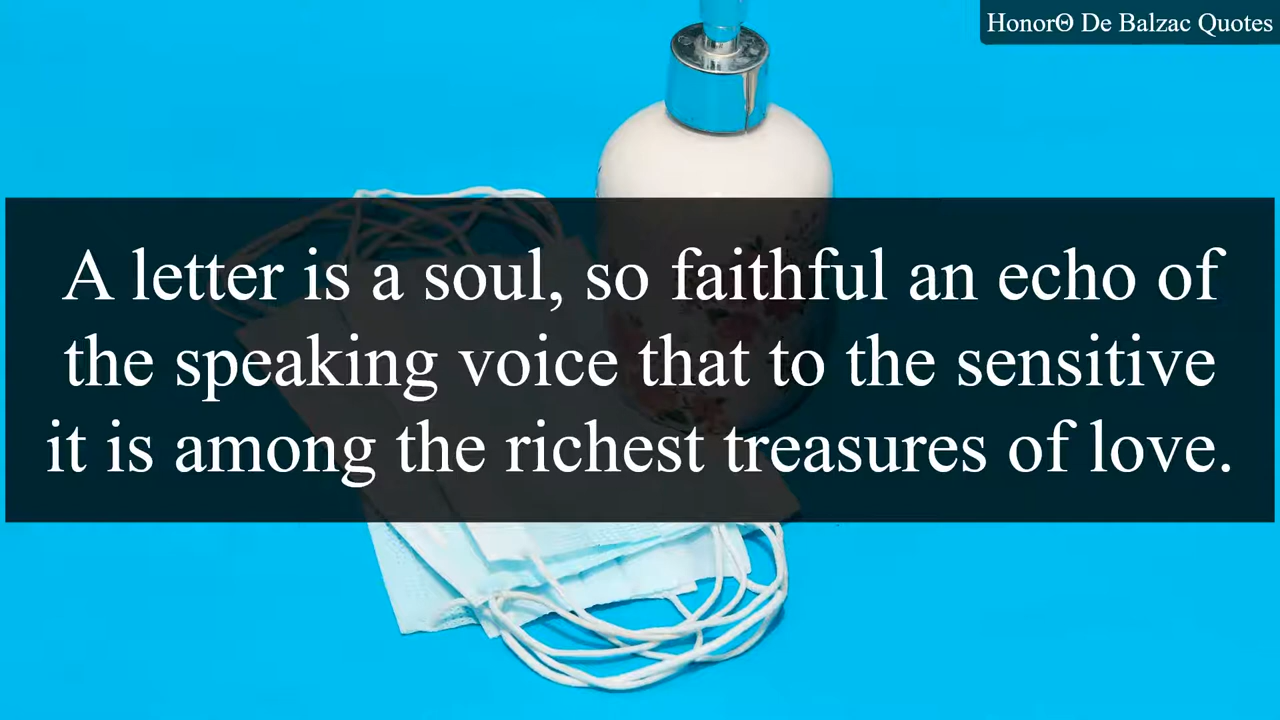 HonorΘ De Balzac Quotes
A letter is a soul, so faithful an echo of
the speaking voice that to the sensitive
it is among the richest treasures of love.